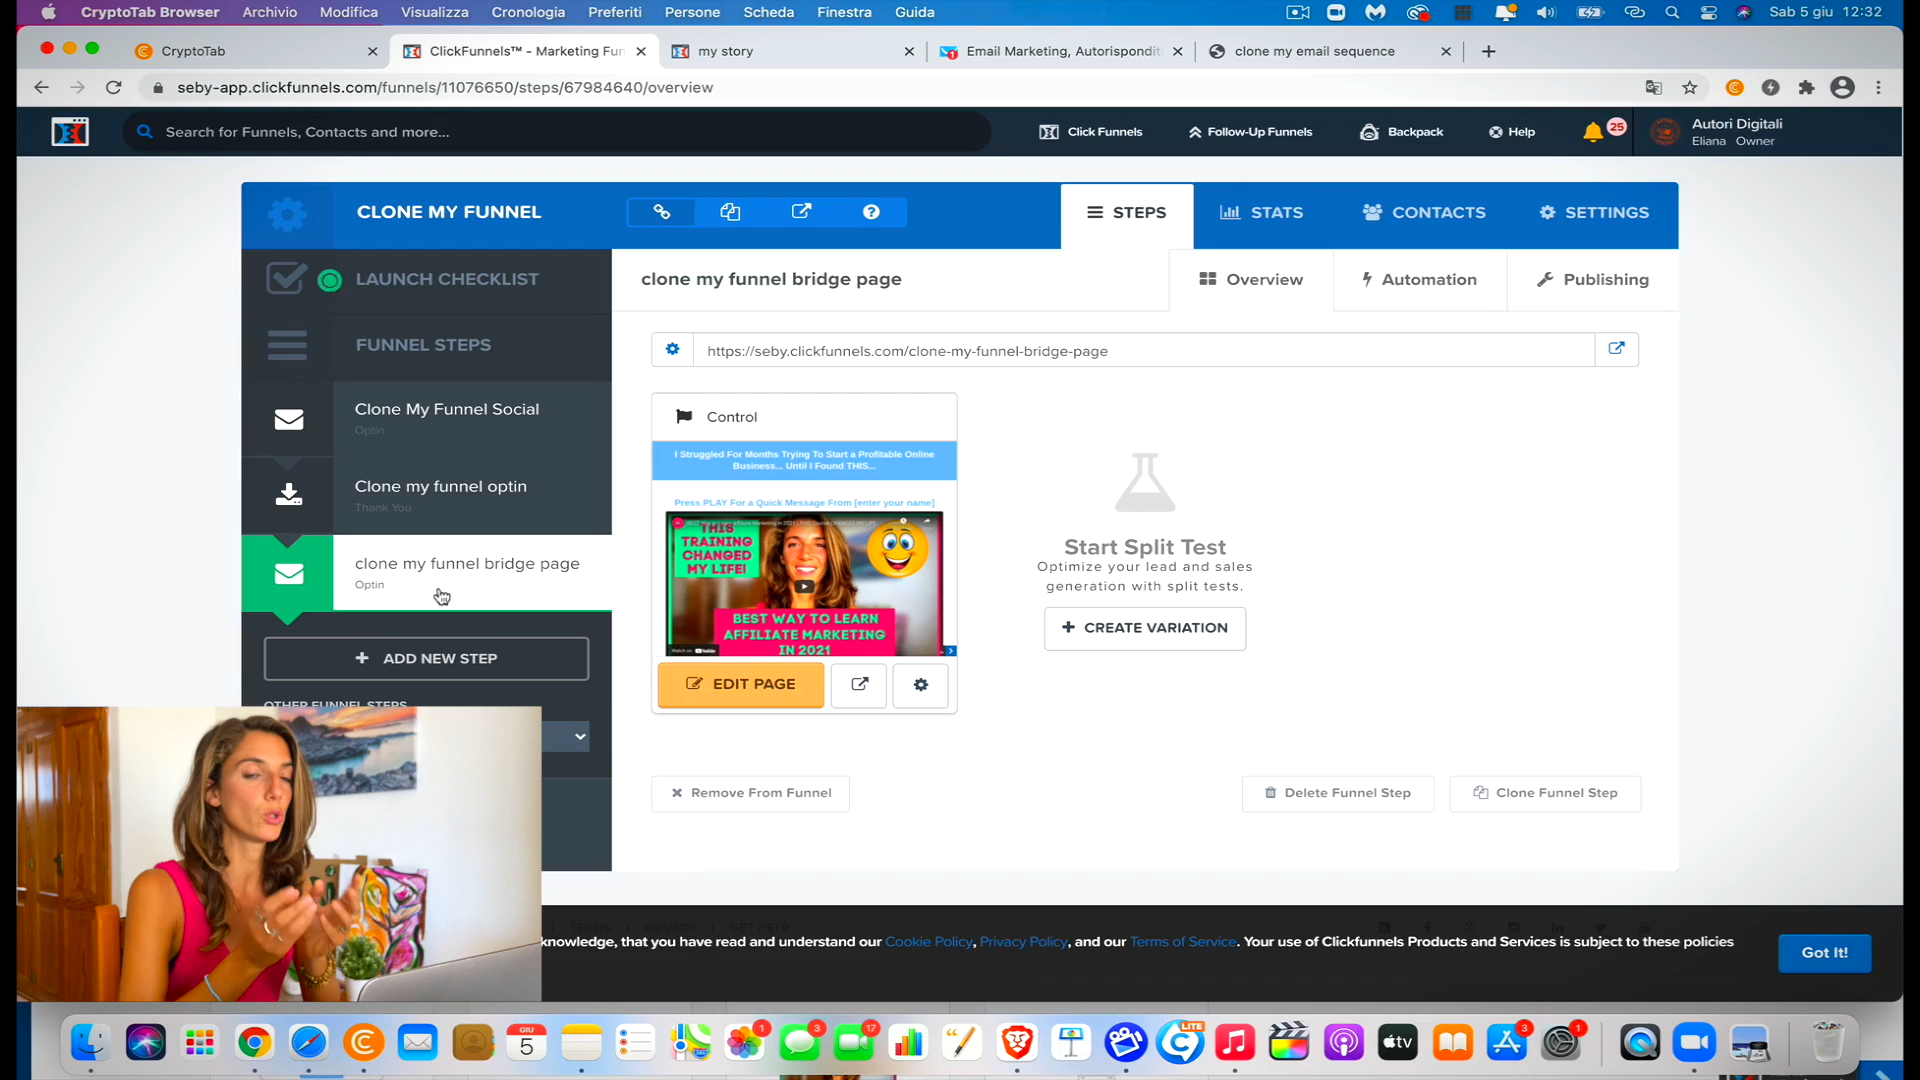 CryptoTab Browser Archivio Modifica Visualizza Cronologia Preferiti Persone Scheda Finestra Guida Sab 5 giu 12:32
CryptoTab ClickFunnels™ - Marketing Fun my story Email Marketing, Autorispondit clone my email sequence
seby-app.clickfunnels.com/funnels/11076650/steps/67984640/overview
Search for Funnels, Contacts and more... Click Funnels Follow-Up Funnels Backpack Help 25 Autori Digitali
Eliana Owner
CLONE MY FUNNEL STEPS STATS CONTACTS SETTINGS
LAUNCH CHECKLIST clone my funnel bridge page Overview Automation Publishing
FUNNEL STEPS
https://seby.clickfunnels.com/clone-my-funnel-bridge-page
Clone My Funnel Social
Optin
Control
I Struggled For Months Trying To Start a Profitable Online
Business... Until I Found THIS...
Clone my funnel optin
Thank You
Press PLAY For a Quick Message From [enter your name]
THIS
TRAINING
CHANGED
MY LIFE!
clone my funnel bridge page
Optin
Start Split Test
Optimize your lead and sales
generation with split tests.
BEST WAY TO LEARN
AFFILIATE MARKETING
IN 2021
CREATE VARIATION
ADD NEW STEP
EDIT PAGE
OTHER FUNNEL STEPS
Remove From Funnel Delete Funnel Step Clone Funnel Step
TERMS PRIVACY GET HELP
knowledge, that you have read and understand our Cookie Policy, Privacy Policy, and our Terms of Service. Your use of Clickfunnels Products and Services is subject to these policies
Got It!
GIU
5
1
3
17
LITE
tv
3
1